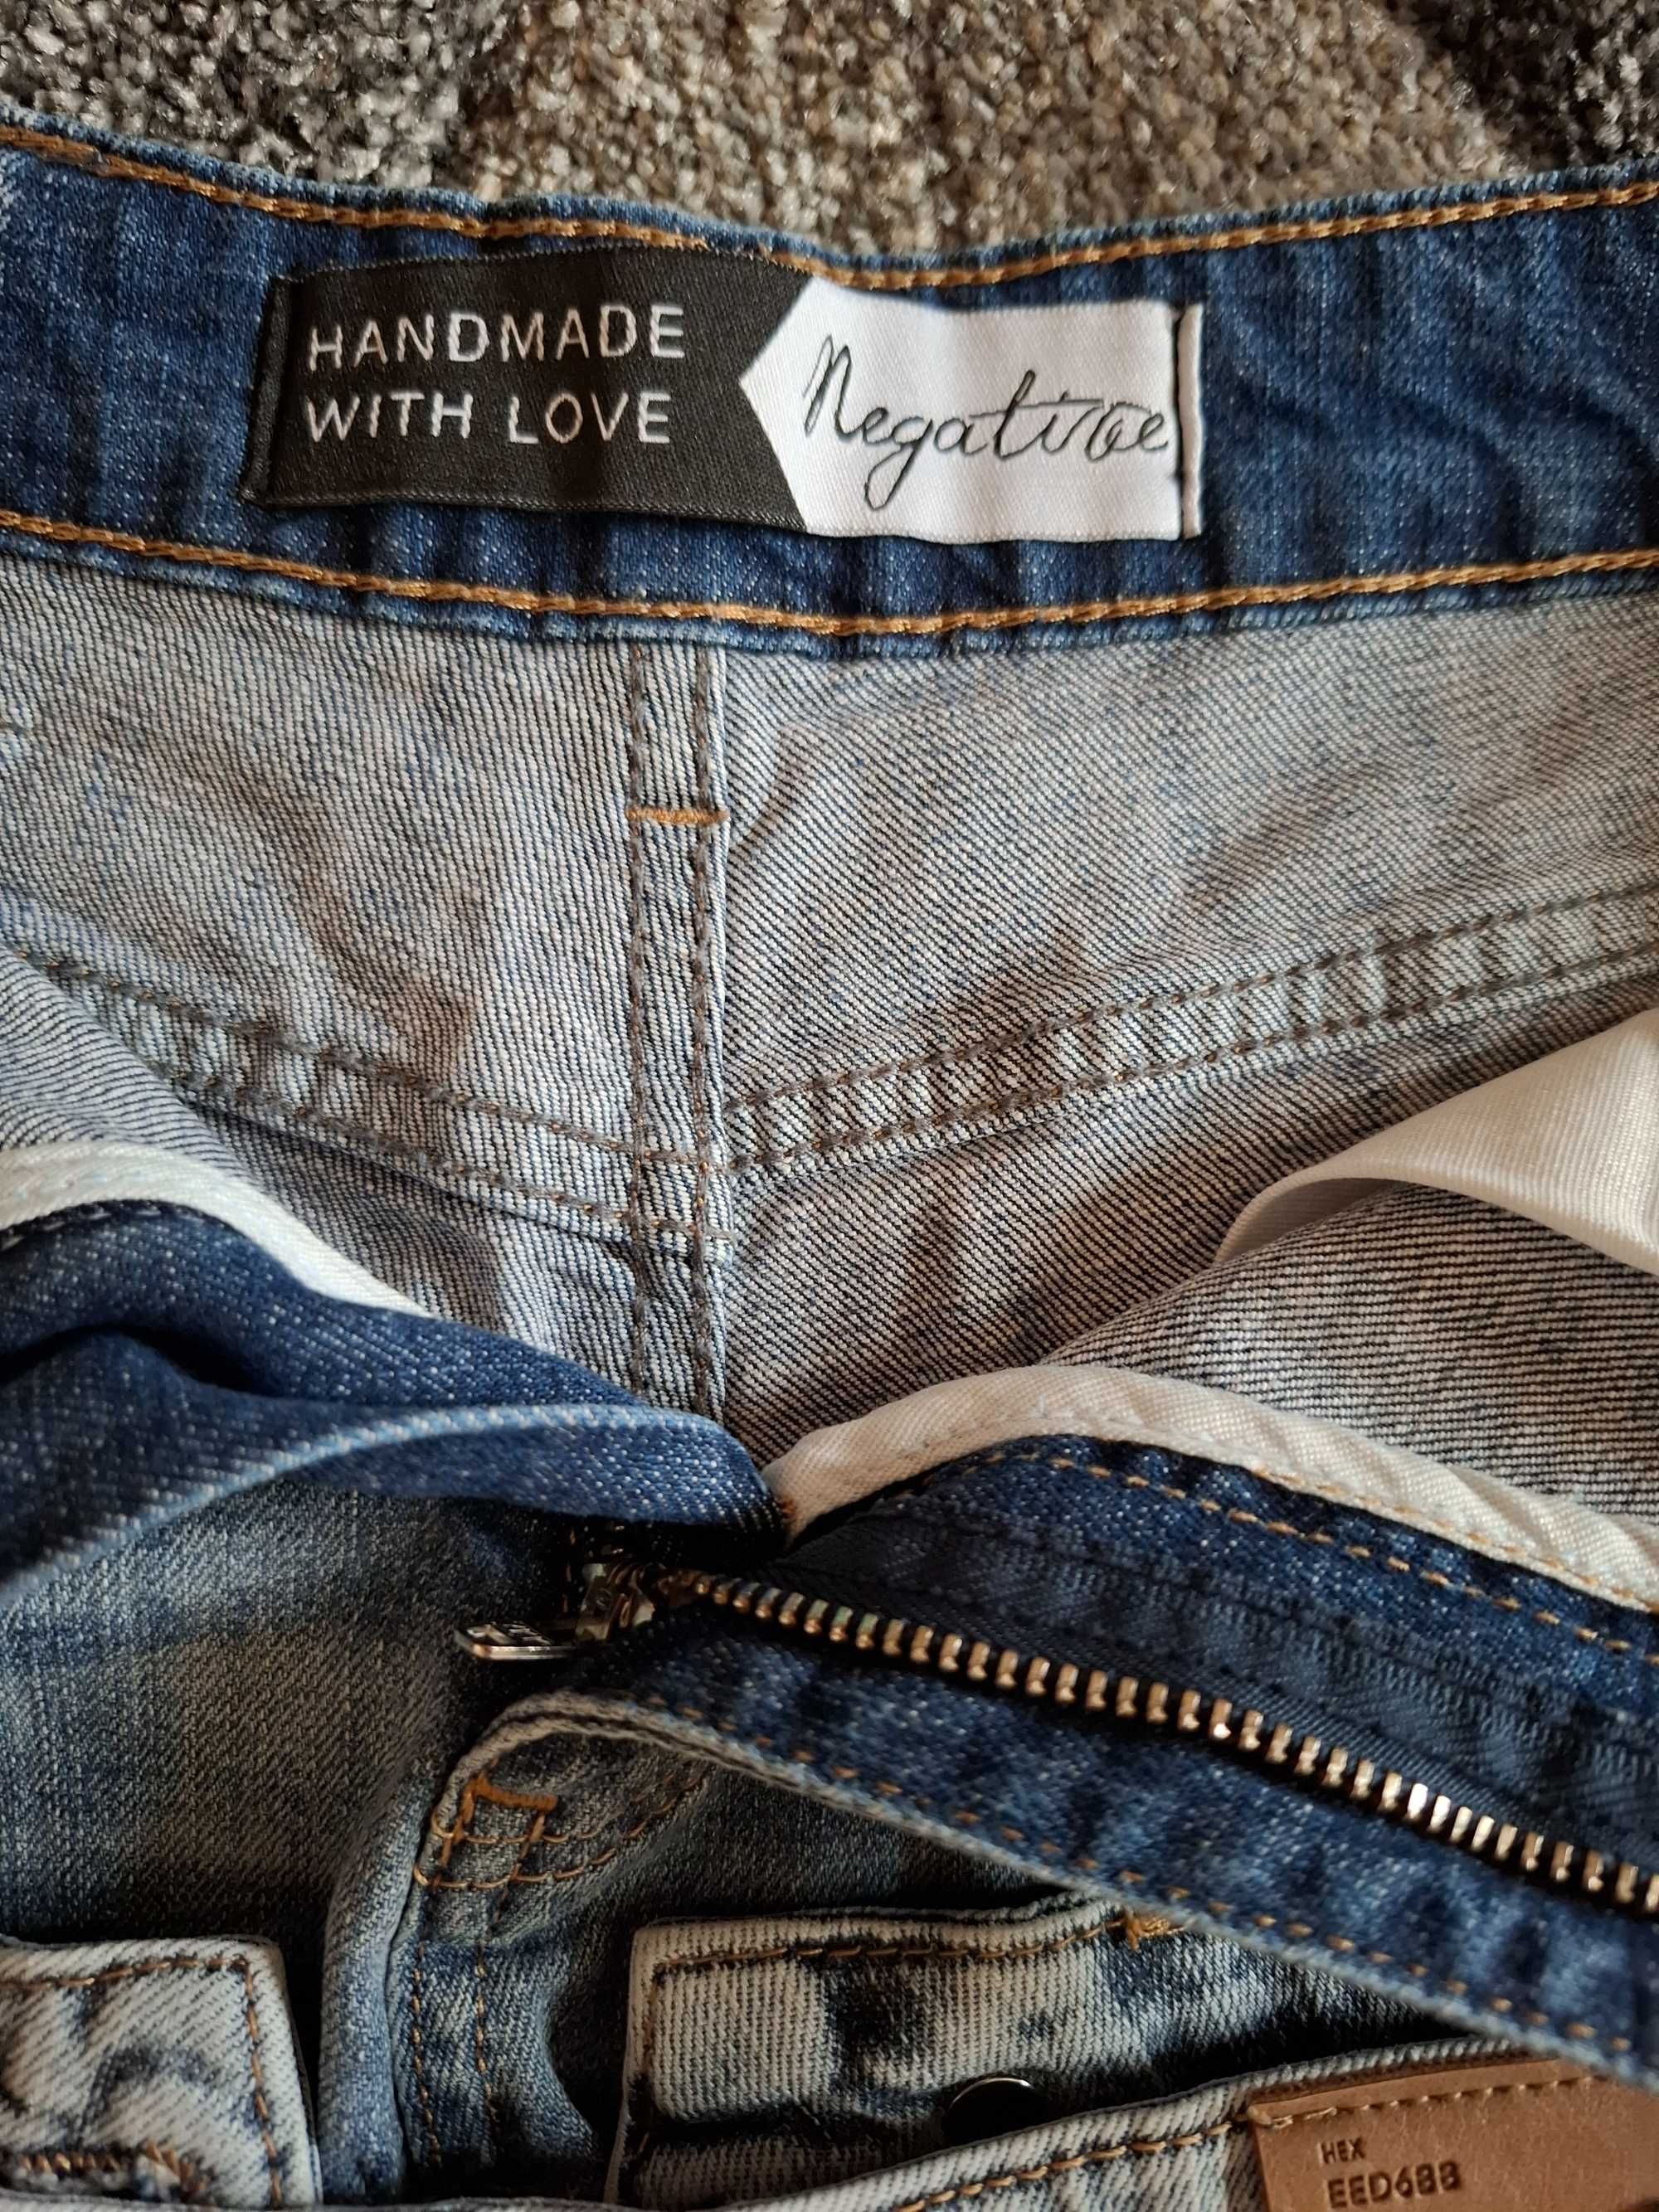 HANDMADE
WITH LOVE
Negative
HEX
EED6BB